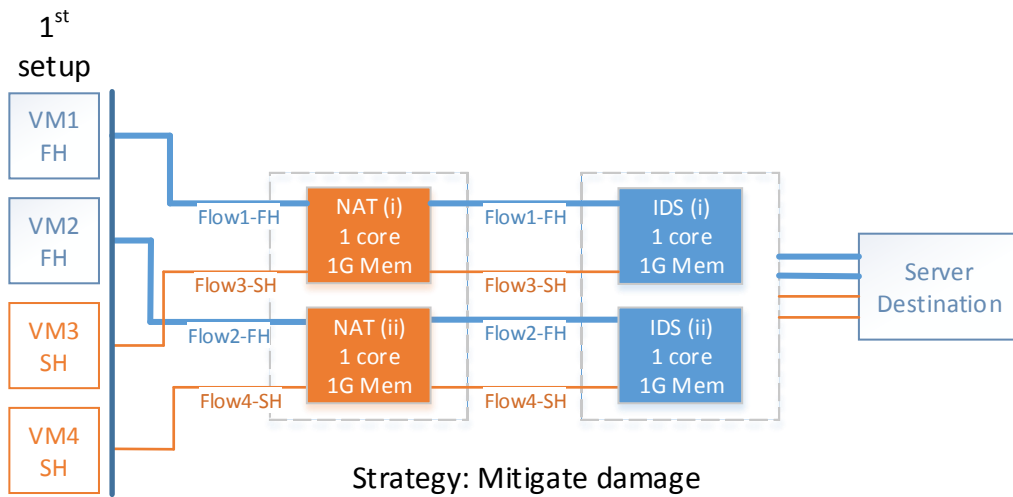 1st
setup
VM1
FH
VM2
FH
VM3
SH
VM4
SH
Flow1-FH
Flow3-SH
Flow2-FH
Flow4-SH
NAT (i)
1 core
1G Mem
NAT (ii)
1 core
1G Mem
Flow1-FH
Flow3-SH
Flow2-FH
Flow4-SH
IDS (i)
1 core
1G Mem
IDS (ii)
1 core
1G Mem
Server
Destination
Strategy: Mitigate damage